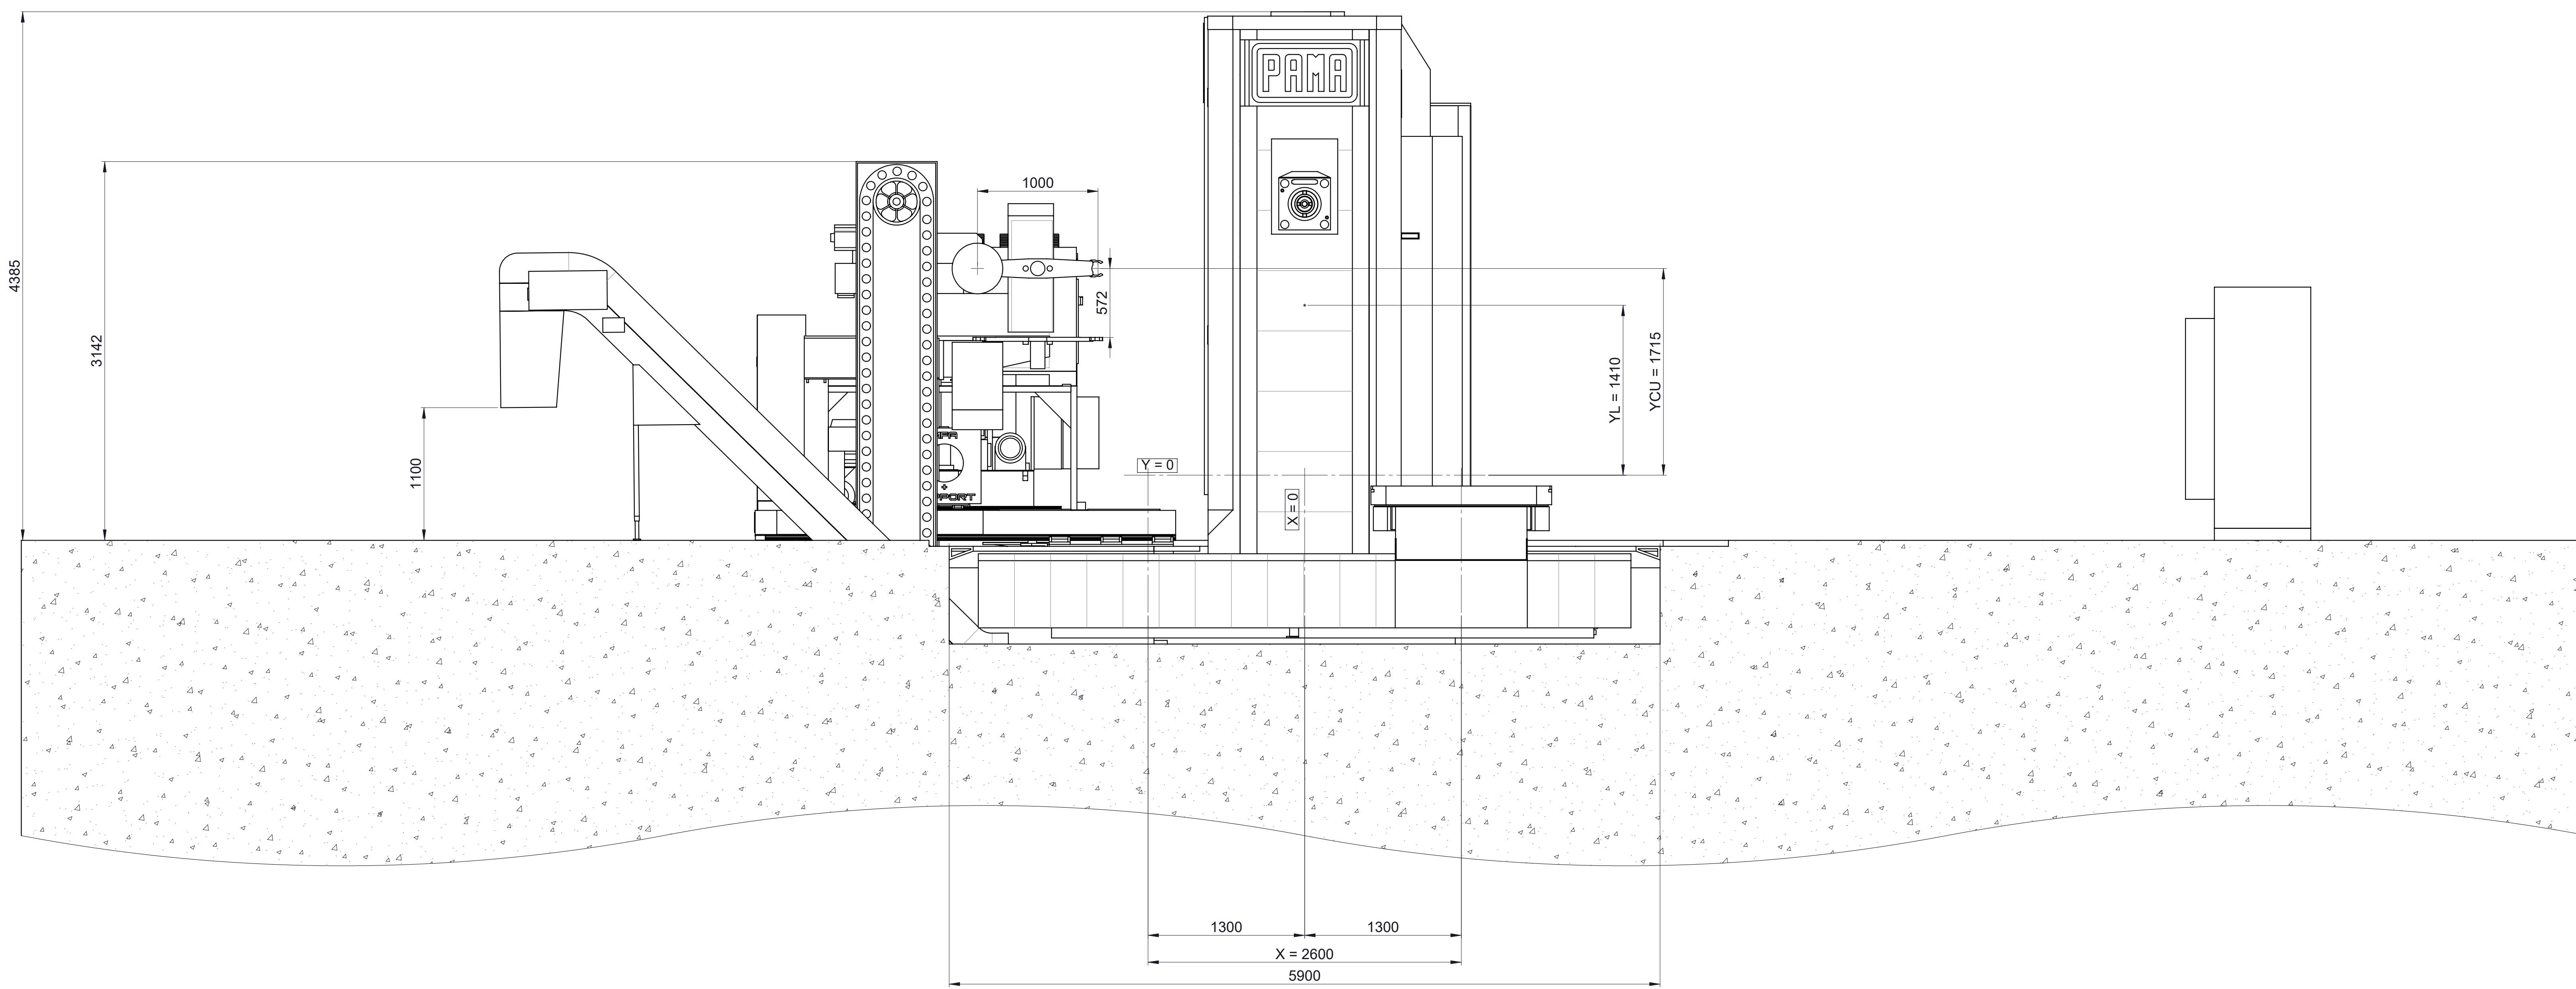 PAMA
4385
3142
1000
572
1100
YL = 1410
YCU = 1715
Y = 0
X = 0
1300
1300
X = 2600
5900